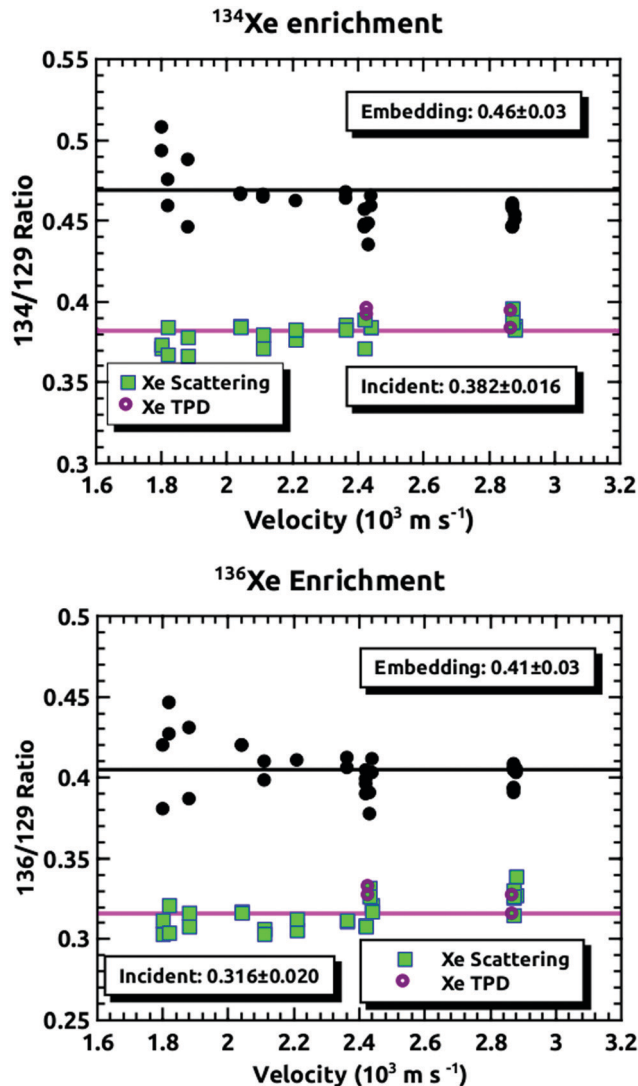 ¹³⁴Xe enrichment
0.55
0.5
0.45
0.4
0.35
0.3
134/129 Ratio
Embedding: 0.46±0.03
Incident: 0.382±0.016
Xe Scattering
Xe TPD
1.6 1.8 2 2.2 2.4 2.6 2.8 3 3.2
Velocity (10³ m s⁻¹)
¹³⁶Xe Enrichment
0.5
0.45
0.4
0.35
0.3
0.25
136/129 Ratio
Embedding: 0.41±0.03
Incident: 0.316±0.020
Xe Scattering
Xe TPD
1.6 1.8 2 2.2 2.4 2.6 2.8 3 3.2
Velocity (10³ m s⁻¹)